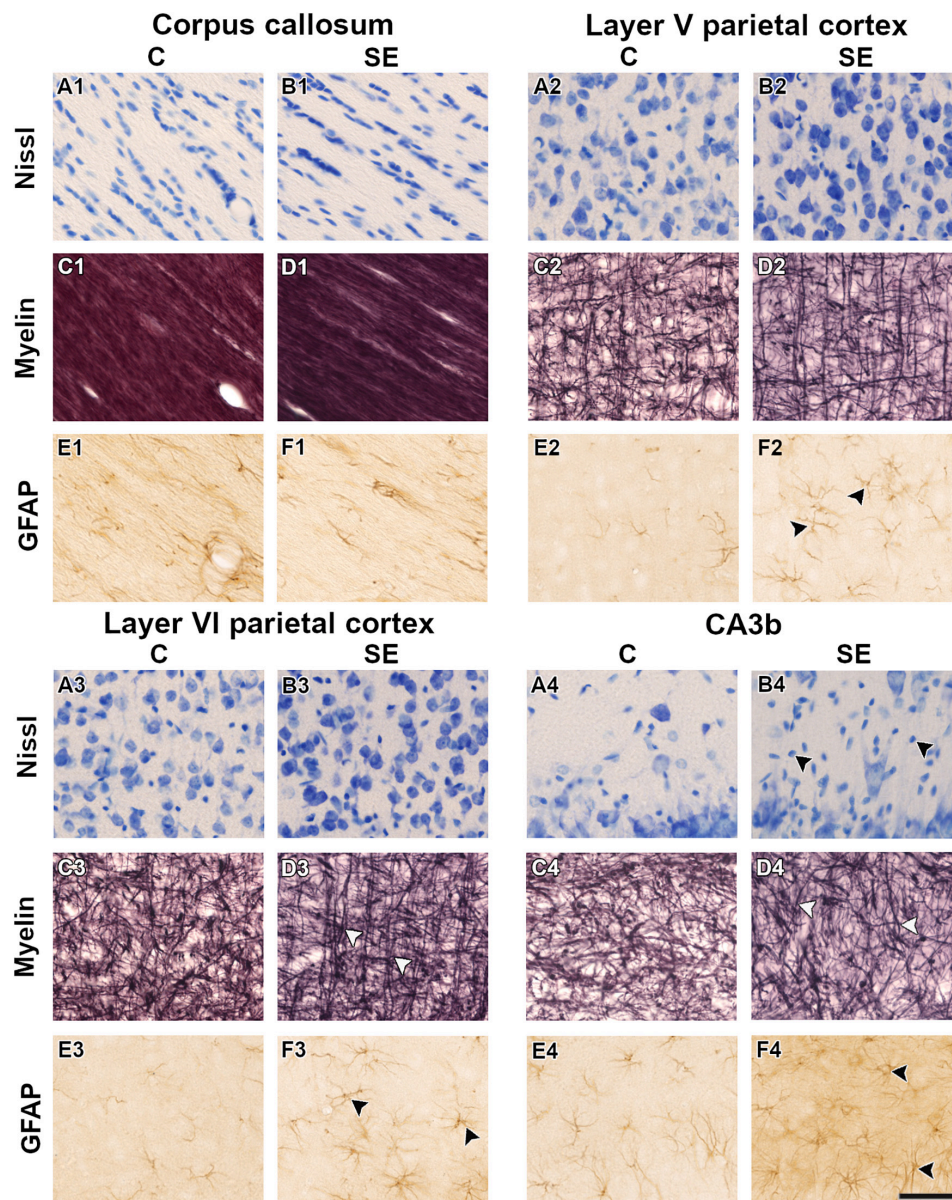 Corpus callosum
Layer V parietal cortex
C
SE
C
SE
Nissl
A1
B1
A2
B2
Myelin
C1
D1
C2
D2
GFAP
E1
F1
E2
F2
Layer VI parietal cortex
CA3b
C
SE
C
SE
Nissl
A3
B3
A4
B4
Myelin
C3
D3
C4
D4
GFAP
E3
F3
E4
F4